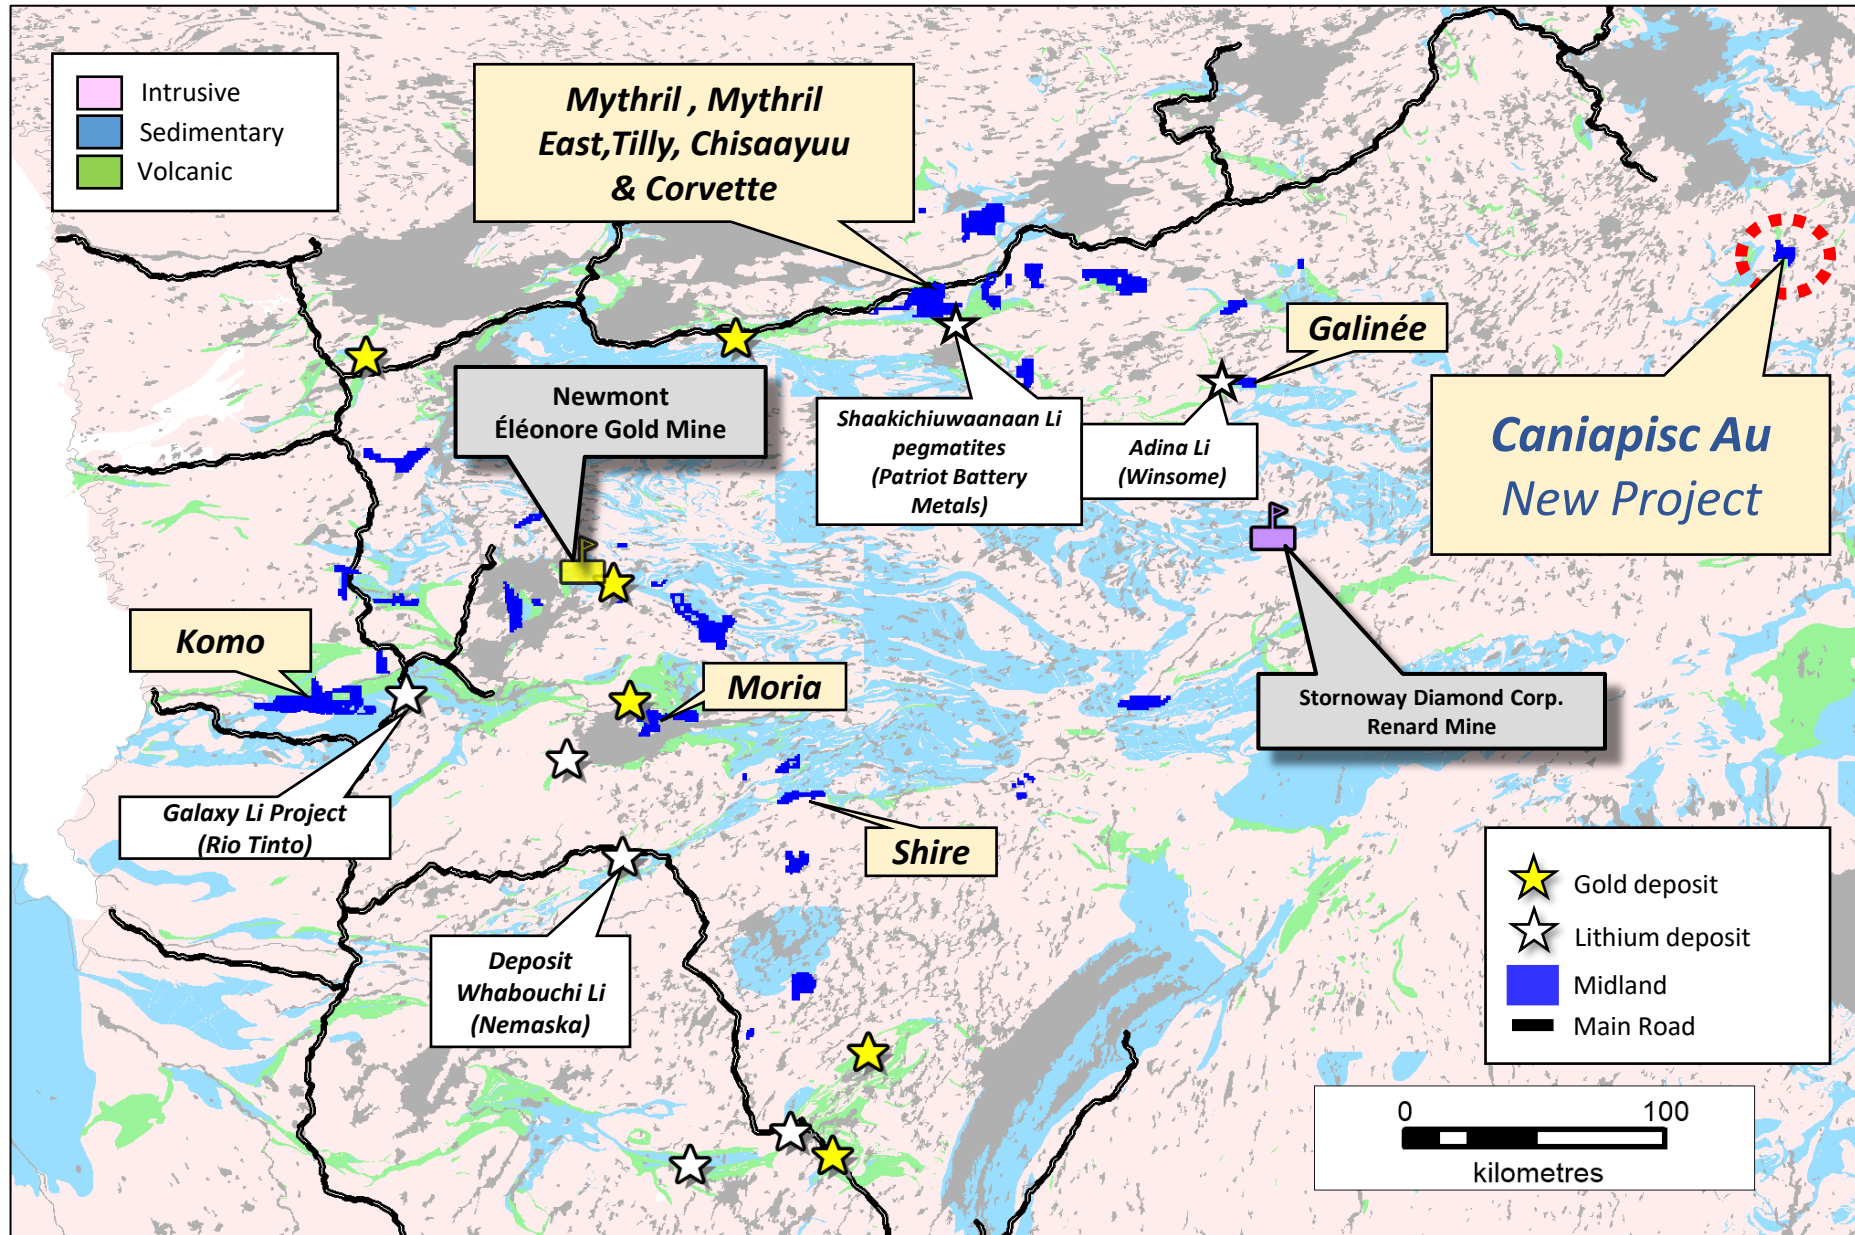 Intrusive
Sedimentary
Volcanic
Mythril , Mythril
East,Tilly, Chisaayuu
& Corvette
Galinée
Newmont
Éléonore Gold Mine
Shaakichiuwaanaan Li
pegmatites
(Patriot Battery
Metals)
Adina Li
(Winsome)
Caniapisc Au
New Project
Komo
Moria
Stornoway Diamond Corp.
Renard Mine
Galaxy Li Project
(Rio Tinto)
Shire
Deposit
Whabouchi Li
(Nemaska)
Gold deposit
Lithium deposit
Midland
Main Road
0 100
kilometres